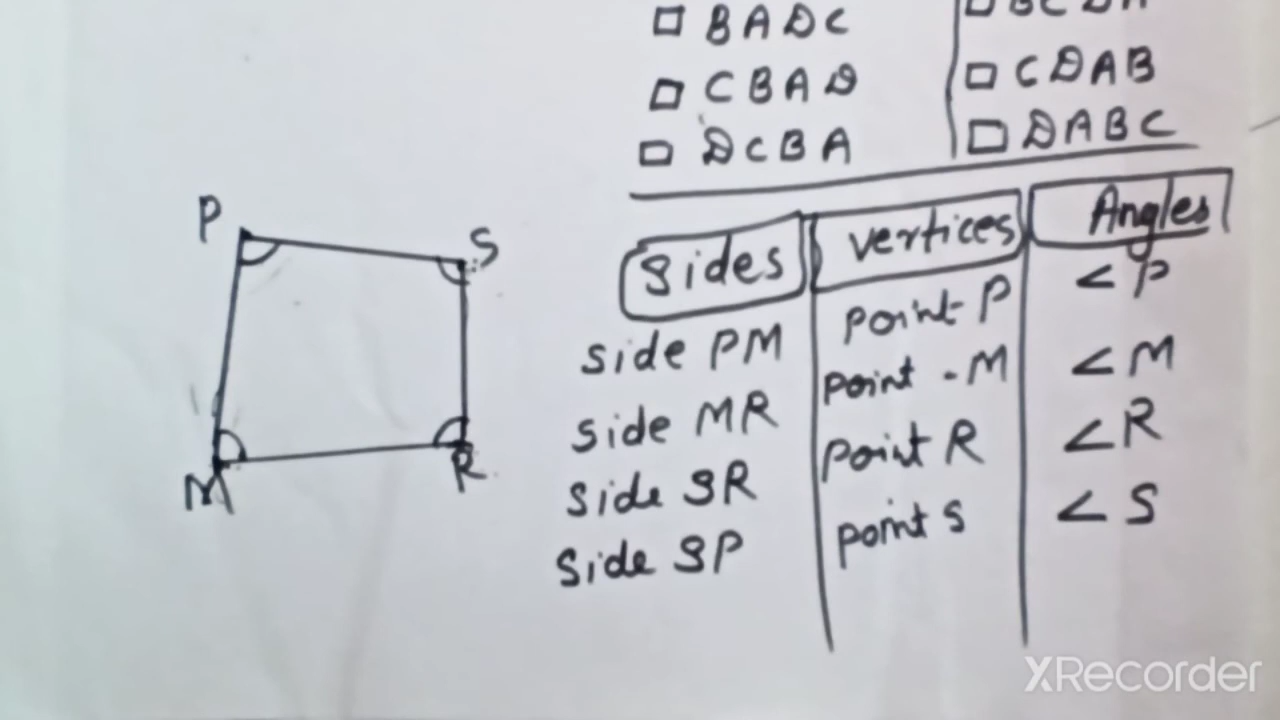 □ BADC
□ CBAD
□ CDAB
□ DCBA
□ DABC
P
S
M
R
Sides
vertices
Angles
side PM
point P
< P
side MR
point - M
< M
side SR
point R
< R
side SP
point S
< S
XRecorder